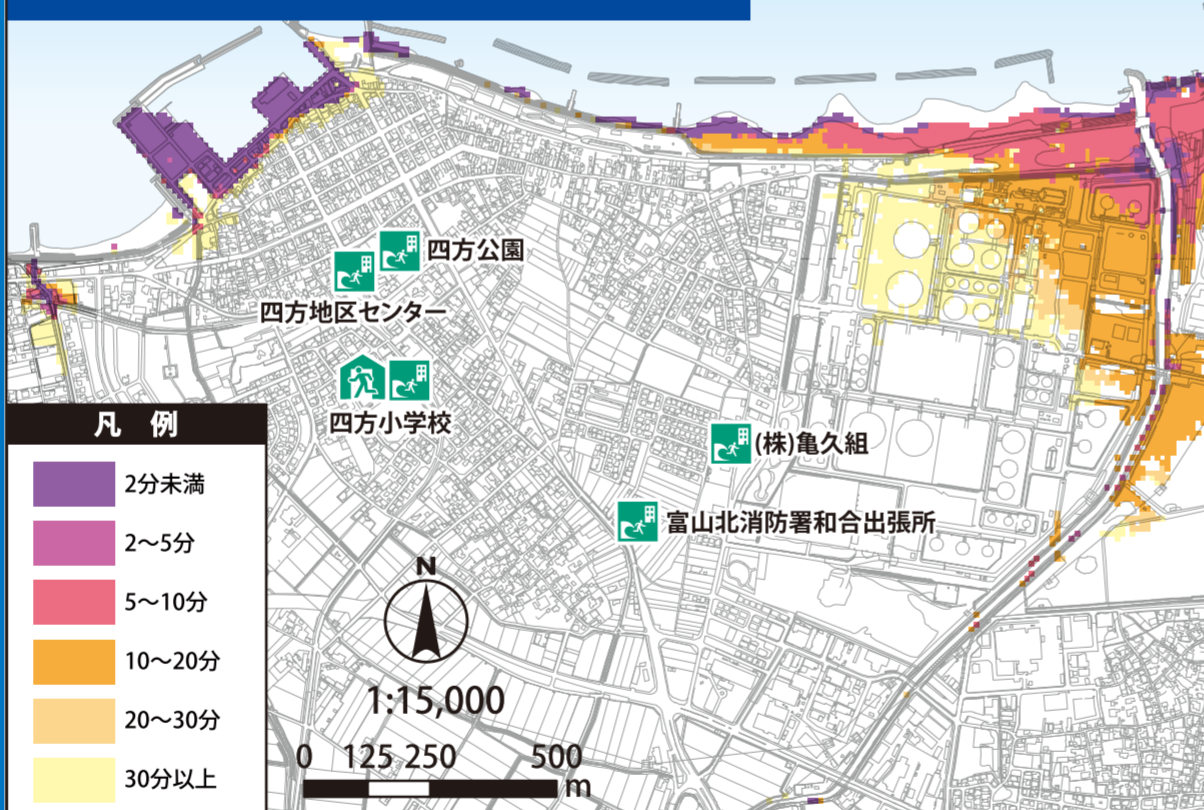 四方公園
四方地区センター
四方小学校
(株)亀久組
富山北消防署和合出張所
凡 例
2分未満
2～5分
5～10分
10～20分
20～30分
30分以上
N
1:15,000
0 125 250 500
m